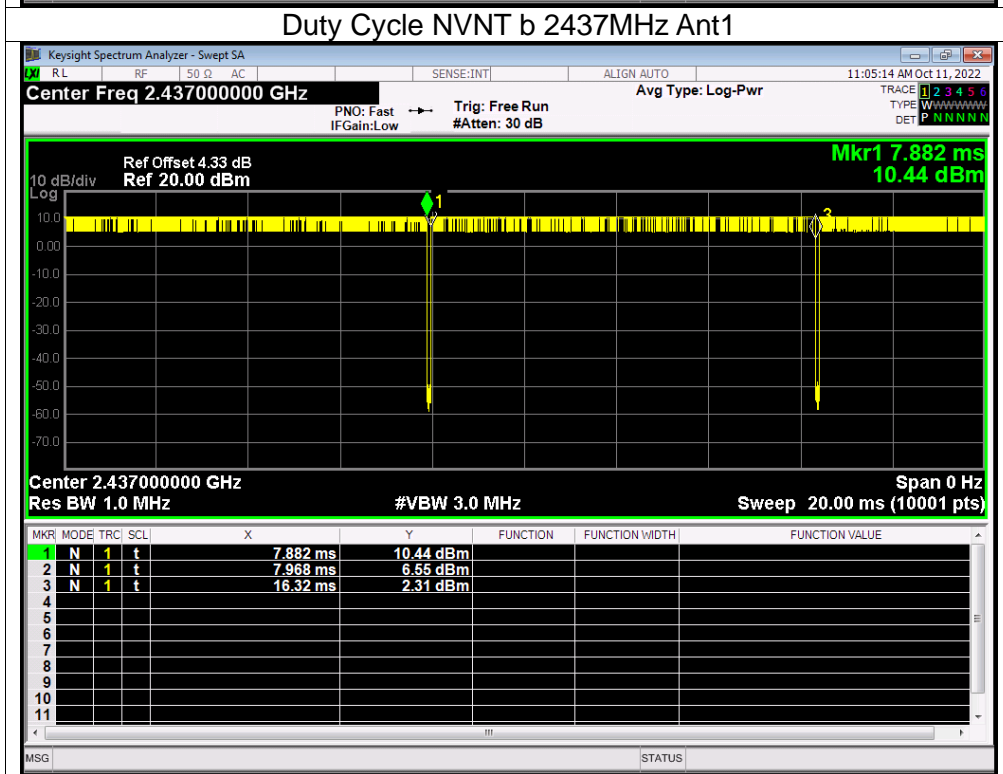 Duty Cycle NVNT b 2437MHz Ant1
Keysight Spectrum Analyzer - Swept SA
LXI RL RF 50 Ω AC SENSE:INT ALIGN AUTO 11:05:14 AM Oct 11, 2022
Center Freq 2.437000000 GHz
PNO: Fast
IFGain:Low
Trig: Free Run
#Atten: 30 dB
Avg Type: Log-Pwr
TRACE 1 2 3 4 5 6
TYPE WWWWWW
DET P N N N N N
Ref Offset 4.33 dB
10 dB/div Ref 20.00 dBm
Log
Mkr1 7.882 ms
10.44 dBm
1
3
10.0
0.00
-10.0
-20.0
-30.0
-40.0
-50.0
-60.0
-70.0
Center 2.437000000 GHz Span 0 Hz
Res BW 1.0 MHz #VBW 3.0 MHz Sweep 20.00 ms (10001 pts)
MKR MODE TRC SCL X Y FUNCTION FUNCTION WIDTH FUNCTION VALUE
1 N 1 t 7.882 ms 10.44 dBm
2 N 1 t 7.968 ms 6.55 dBm
3 N 1 t 16.32 ms 2.31 dBm
4
5
6
7
8
9
10
11
MSG STATUS